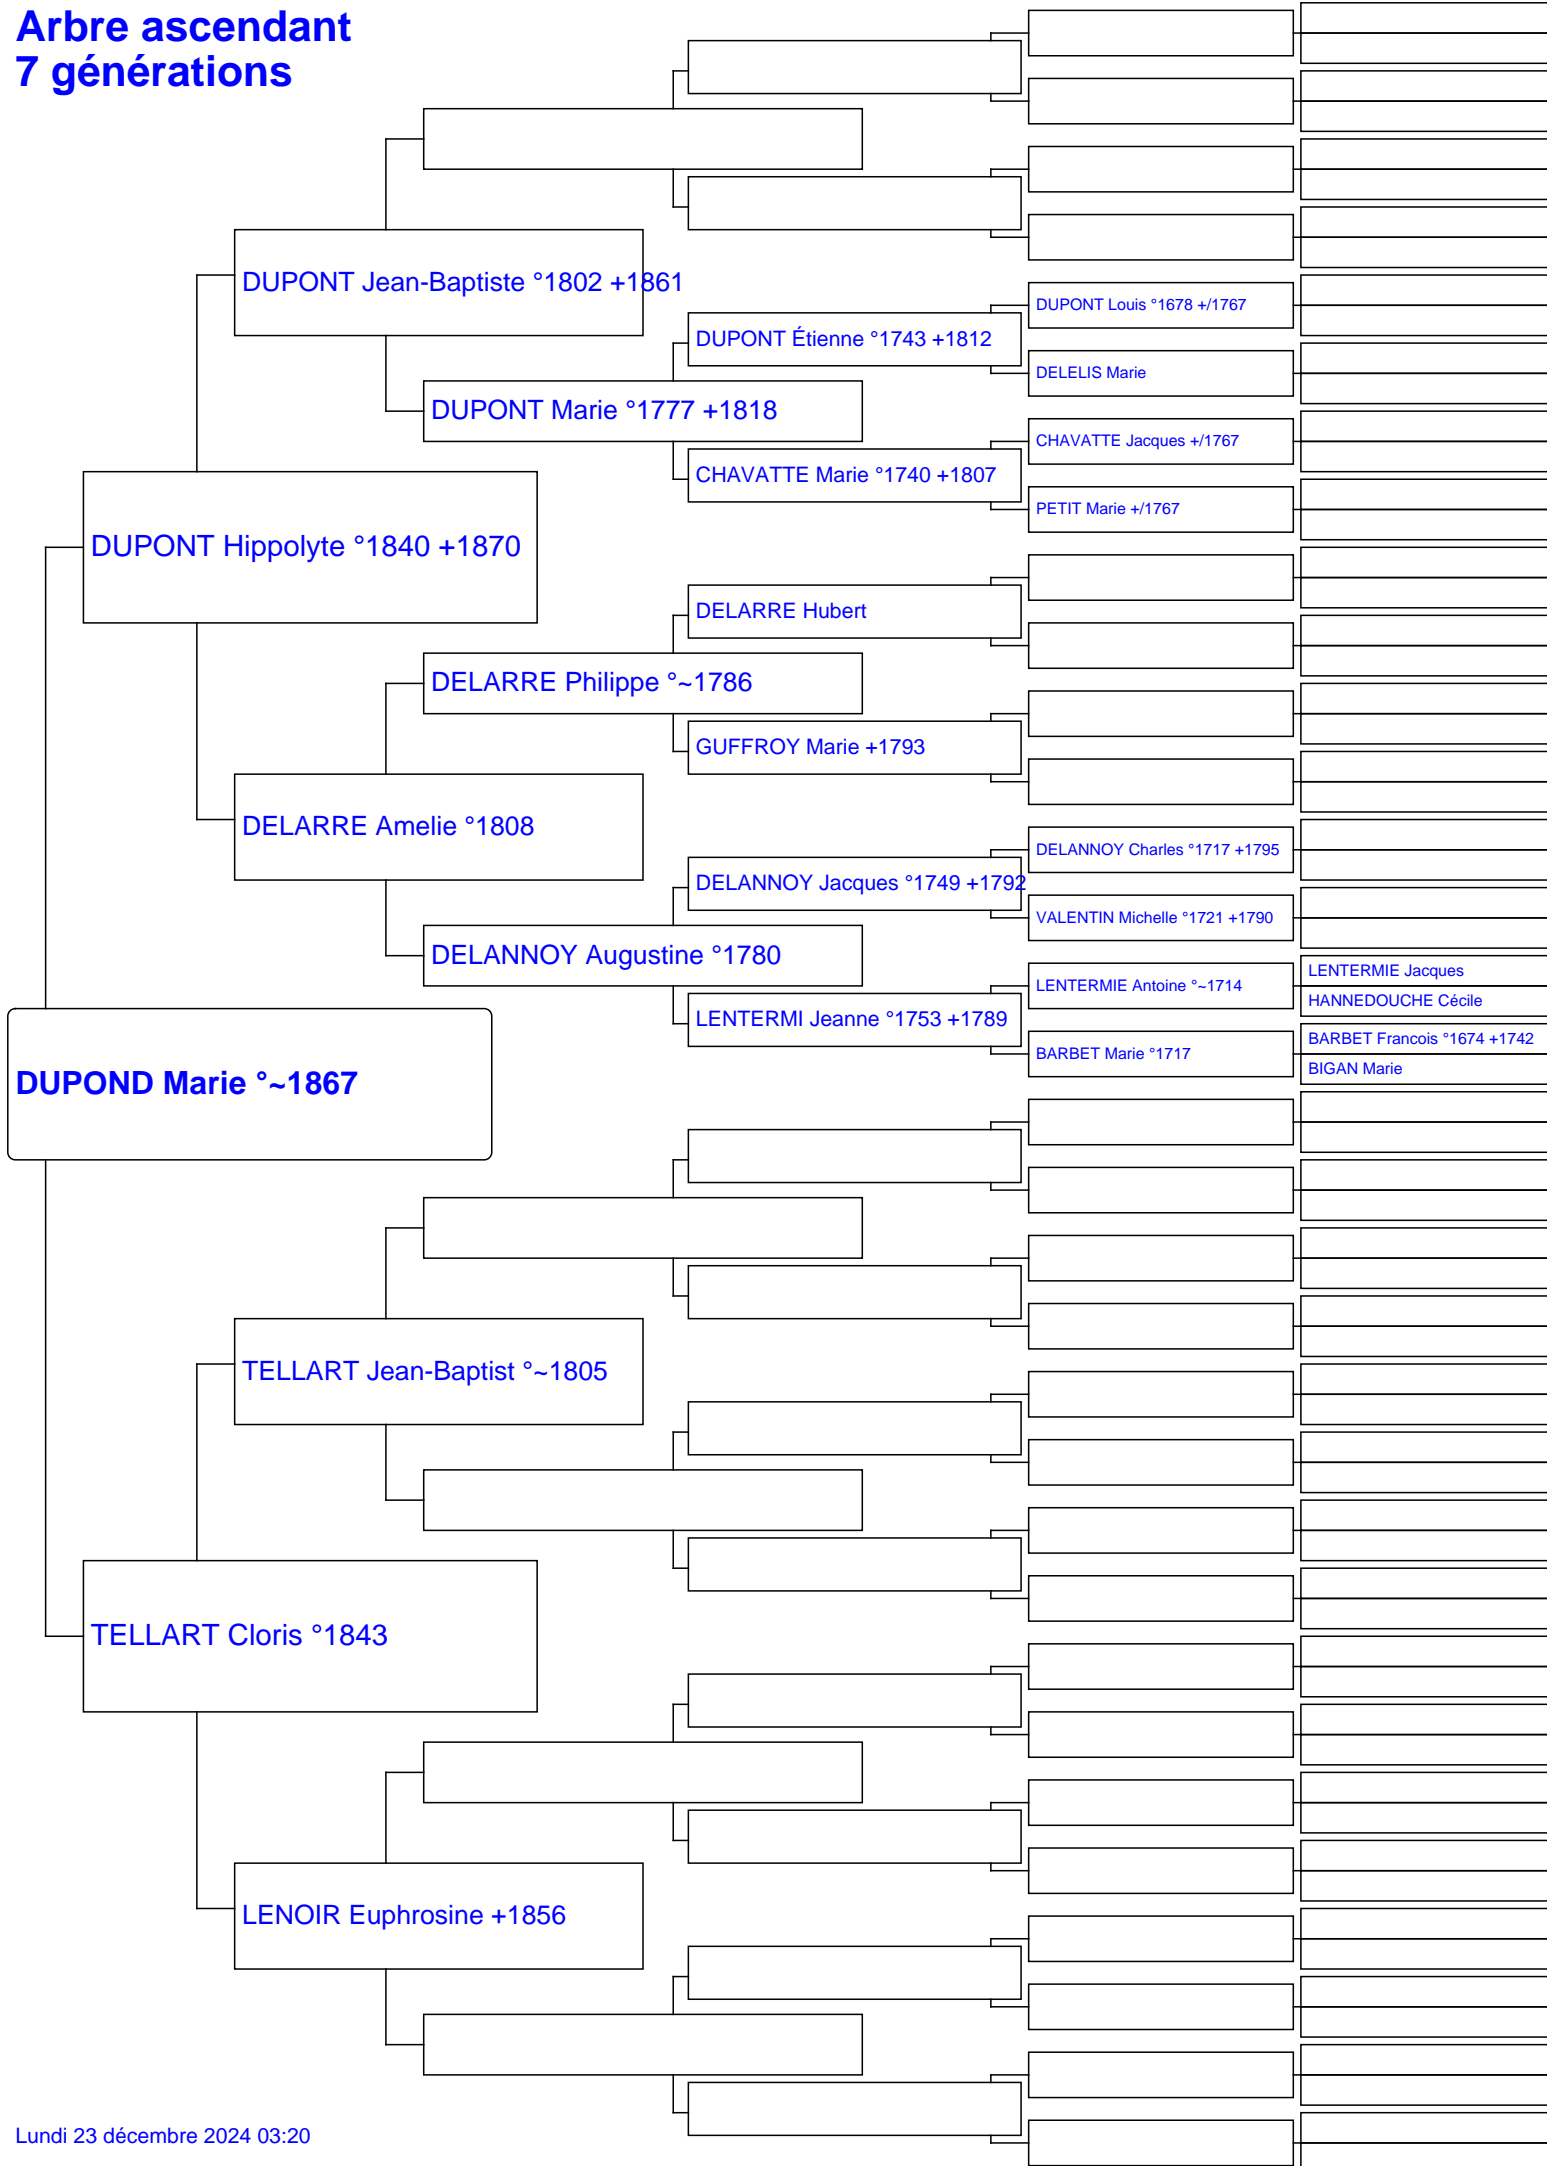 Arbre ascendant
7 générations
DUPONT Jean-Baptiste °1802 +1861
DUPONT Louis °1678 +/1767
DUPONT Étienne °1743 +1812
DELELIS Marie
DUPONT Marie °1777 +1818
CHAVATTE Jacques +/1767
CHAVATTE Marie °1740 +1807
PETIT Marie +/1767
DUPONT Hippolyte °1840 +1870
DELARRE Hubert
DELARRE Philippe °~1786
GUFFROY Marie +1793
DELARRE Amelie °1808
DELANNOY Charles °1717 +1795
DELANNOY Jacques °1749 +1792
VALENTIN Michelle °1721 +1790
DELANNOY Augustine °1780
LENTERMIE Jacques
LENTERMIE Antoine °~1714
HANNEDOUCHE Cécile
LENTERMI Jeanne °1753 +1789
BARBET Francois °1674 +1742
BARBET Marie °1717
BIGAN Marie
DUPOND Marie °~1867
TELLART Jean-Baptist °~1805
TELLART Cloris °1843
LENOIR Euphrosine +1856
Lundi 23 décembre 2024 03:20